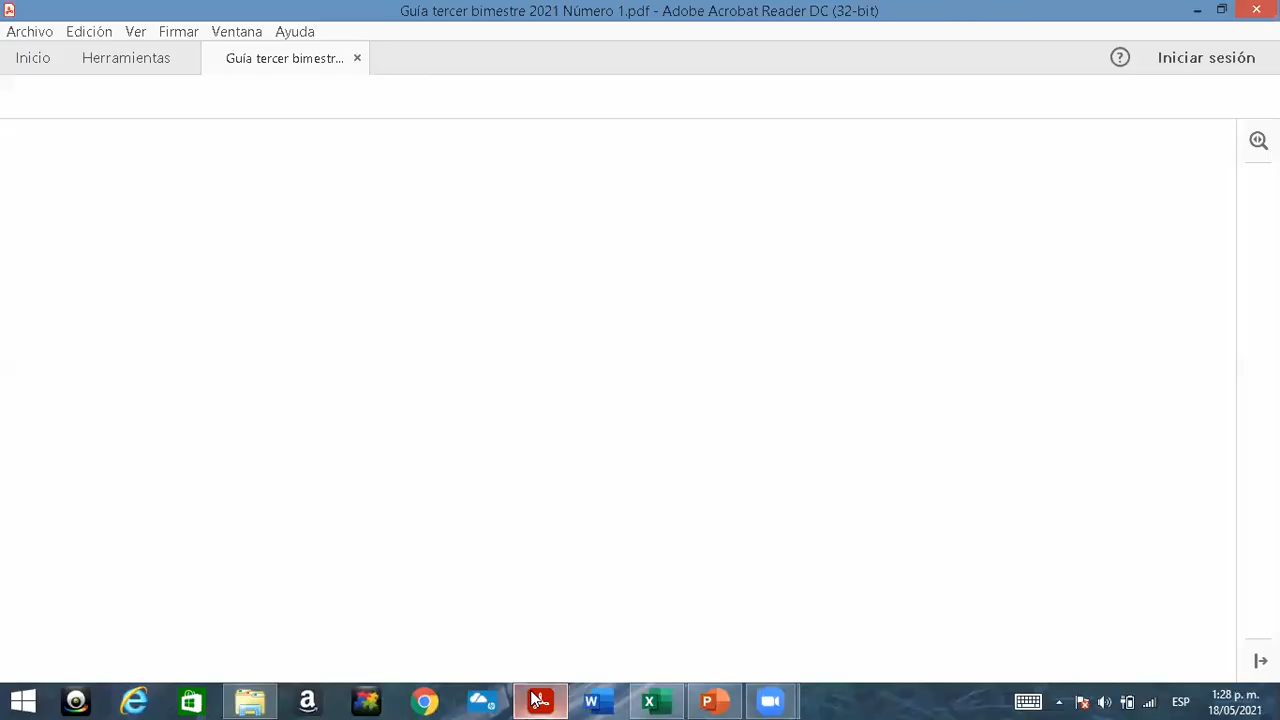 Guía tercer bimestre 2021 Número 1.pdf - Adobe Acrobat Reader DC (32-bit)
Archivo Edición Ver Firmar Ventana Ayuda
Inicio Herramientas Guía tercer bimestr... × Iniciar sesión
ESP 1:28 p. m.
18/05/2021